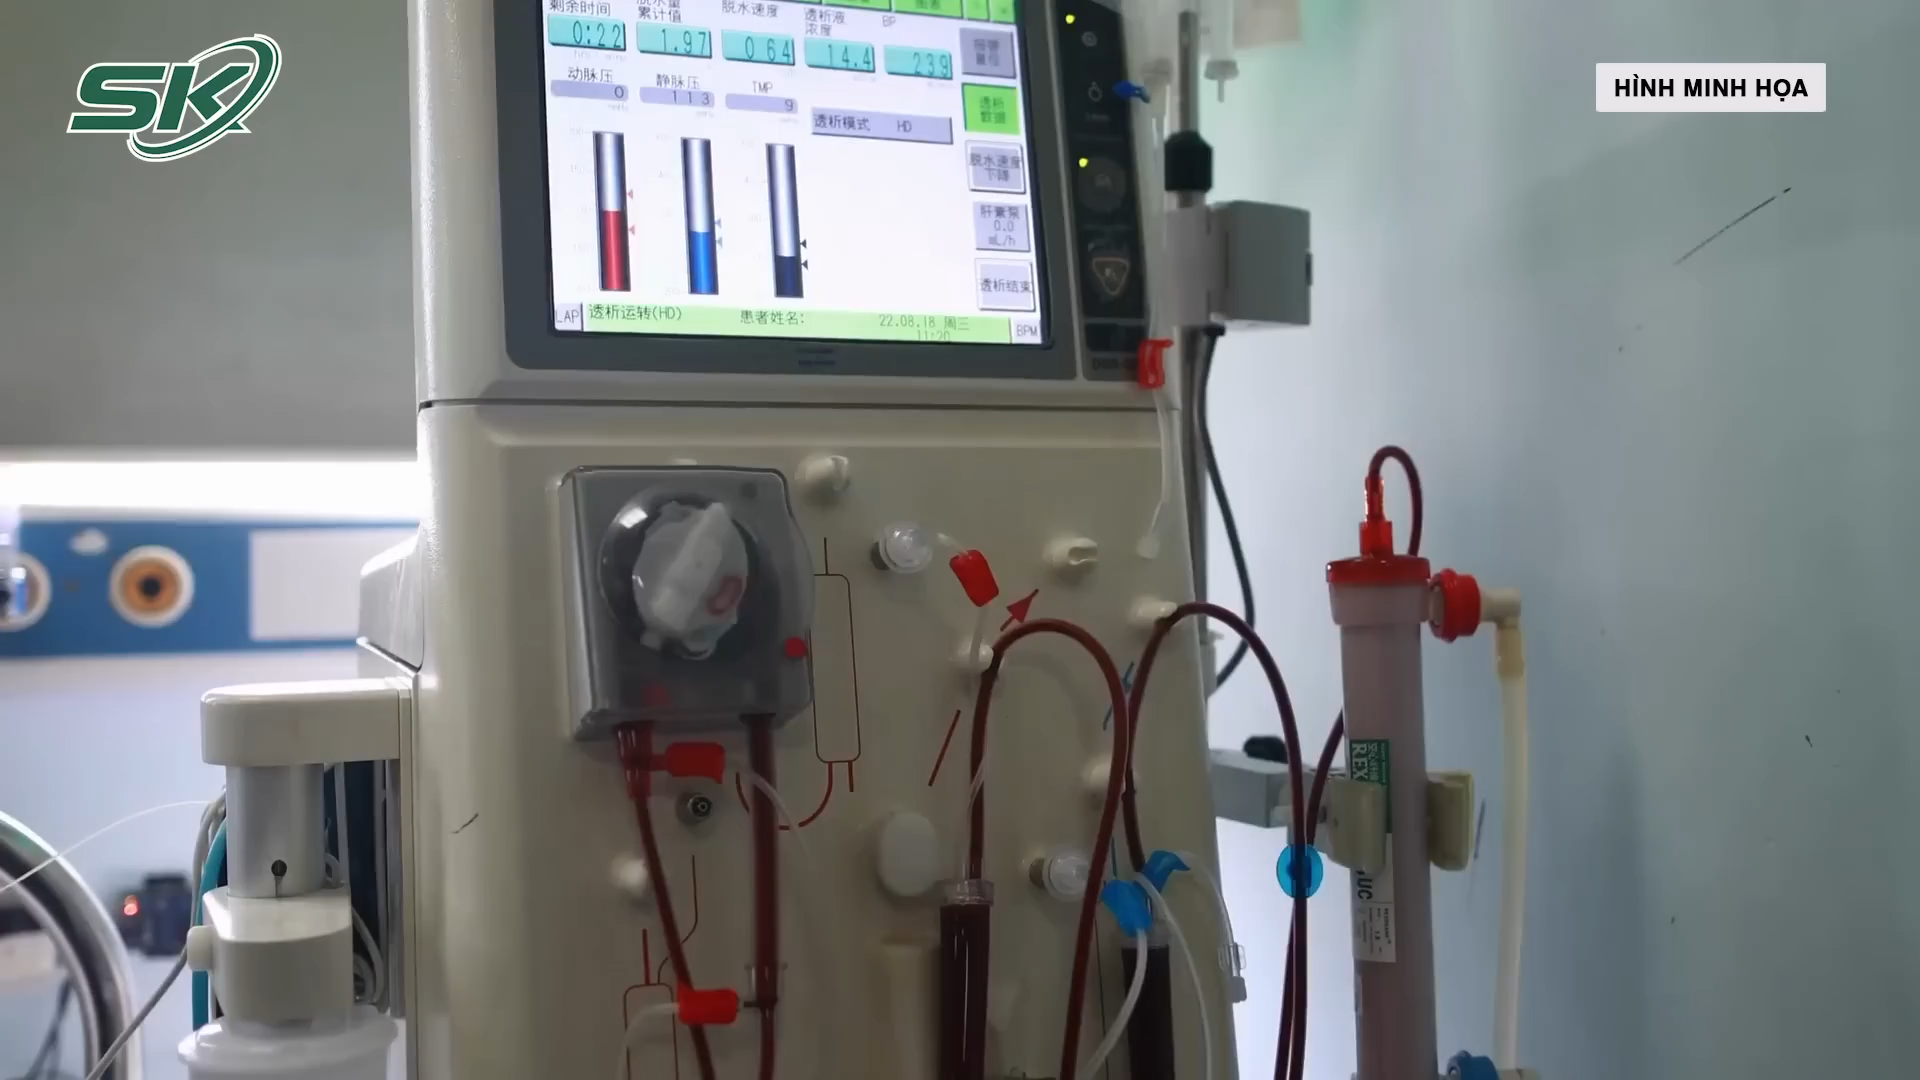 SK
HÌNH MINH HỌA
剩余时间
累计值
脱水速度
透析液
浓度
BP
0:22
1.97
0.64
14.4
239
动脉压
静脉压
TMP
0
113
9
透析模式 HD
透析
数据
脱水速度
下降
肝素泵
0.0
mL/h
透析结束
LAP
透析运转(HD)
患者姓名:
22.08.18 周三
11:20
BPM
REX